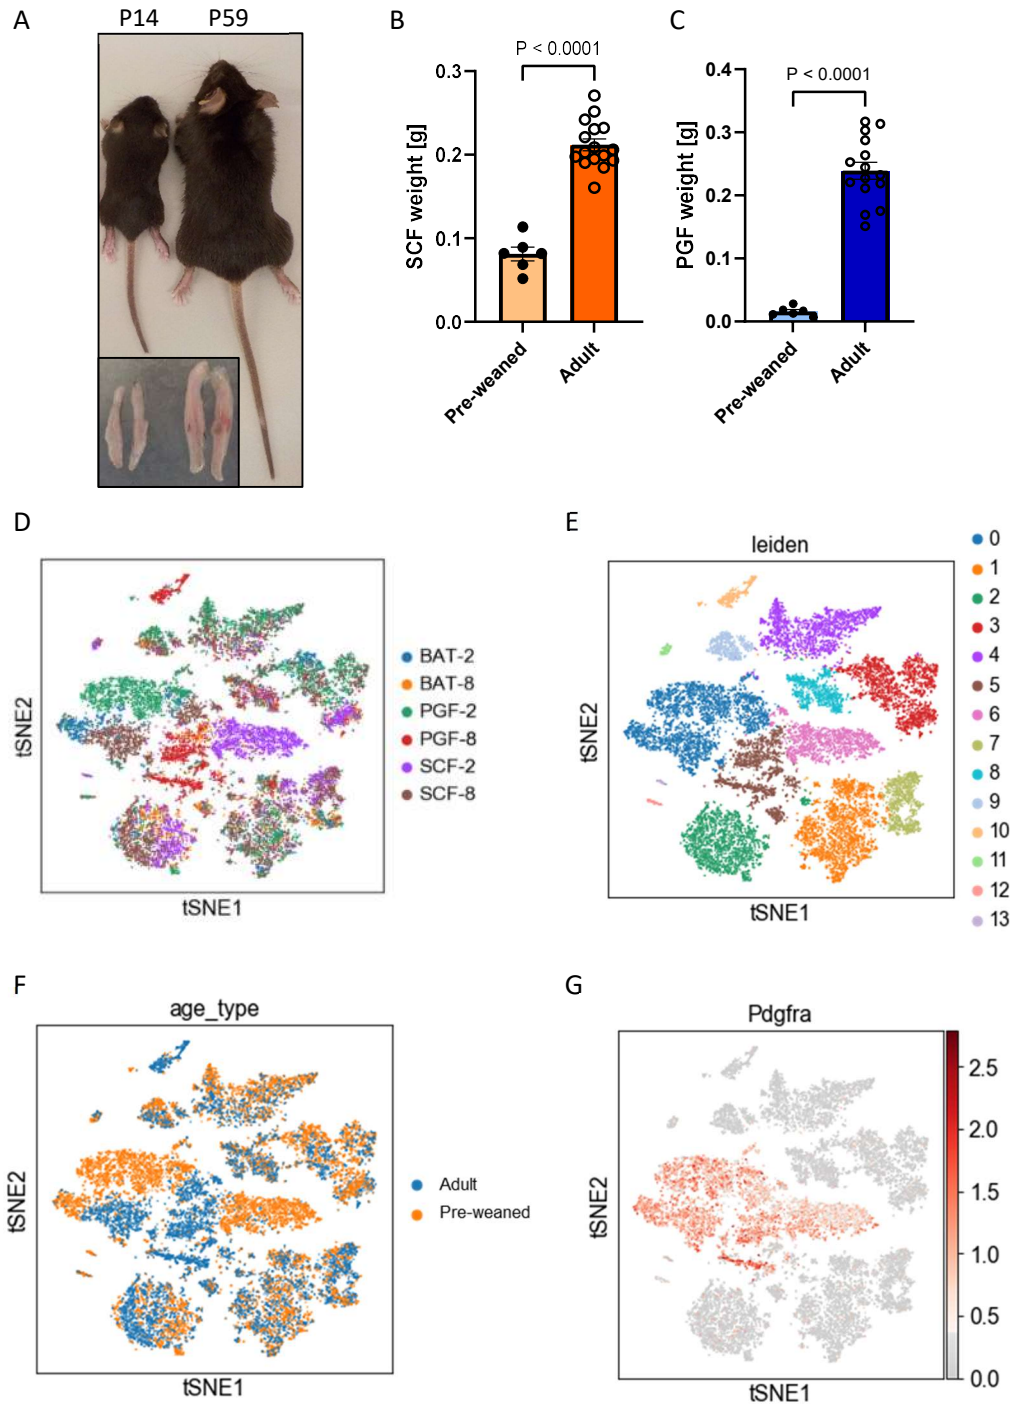 A
P14
P59
B
P < 0.0001
SCF weight [g]
0.3
0.2
0.1
0.0
Pre-weaned
Adult
C
P < 0.0001
PGF weight [g]
0.4
0.3
0.2
0.1
0.0
Pre-weaned
Adult
D
tSNE2
tSNE1
BAT-2
BAT-8
PGF-2
PGF-8
SCF-2
SCF-8
E
leiden
tSNE2
tSNE1
0
1
2
3
4
5
6
7
8
9
10
11
12
13
F
age_type
tSNE2
tSNE1
Adult
Pre-weaned
G
Pdgfra
tSNE2
tSNE1
2.5
2.0
1.5
1.0
0.5
0.0